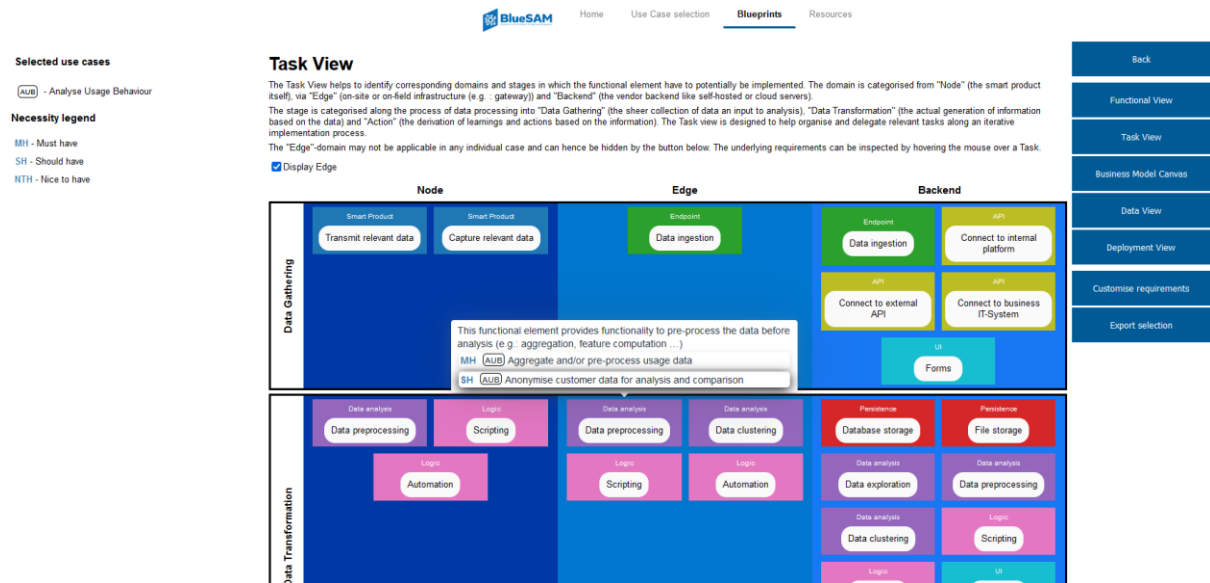 BlueSAM
Home
Use Case selection
Blueprints
Resources
Selected use cases
AUB - Analyse Usage Behaviour
Necessity legend
MH - Must have
SH - Should have
NTH - Nice to have
Task View
The Task View helps to identify corresponding domains and stages in which the functional element have to potentially be implemented. The domain is categorised from "Node" (the smart product
itself), via "Edge" (on-site or on-field infrastructure (e.g. : gateway)) and "Backend" (the vendor backend like self-hosted or cloud servers).
The stage is categorised along the process of data processing into "Data Gathering" (the sheer collection of data an input to analysis), "Data Transformation" (the actual generation of information
based on the data) and "Action" (the derivation of learnings and actions based on the information). The Task view is designed to help organise and delegate relevant tasks along an iterative
implementation process.
The "Edge"-domain may not be applicable in any individual case and can hence be hidden by the button below. The underlying requirements can be inspected by hovering the mouse over a Task.
Display Edge
Node
Edge
Backend
Data Gathering
Smart Product
Transmit relevant data
Smart Product
Capture relevant data
Endpoint
Data ingestion
Endpoint
Data ingestion
API
Connect to internal
platform
API
Connect to external
API
API
Connect to business
IT-System
UI
Forms
This functional element provides functionality to pre-process the data before
analysis (e.g.: aggregation, feature computation ...)
MH AUB Aggregate and/or pre-process usage data
SH AUB Anonymise customer data for analysis and comparison
Data Transformation
Data analysis
Data preprocessing
Logic
Scripting
Logic
Automation
Data analysis
Data preprocessing
Data analysis
Data clustering
Logic
Scripting
Logic
Automation
Persistence
Database storage
Persistence
File storage
Data analysis
Data exploration
Data analysis
Data preprocessing
Data analysis
Data clustering
Logic
Scripting
Logic
UI
Back
Functional View
Task View
Business Model Canvas
Data View
Deployment View
Customise requirements
Export selection